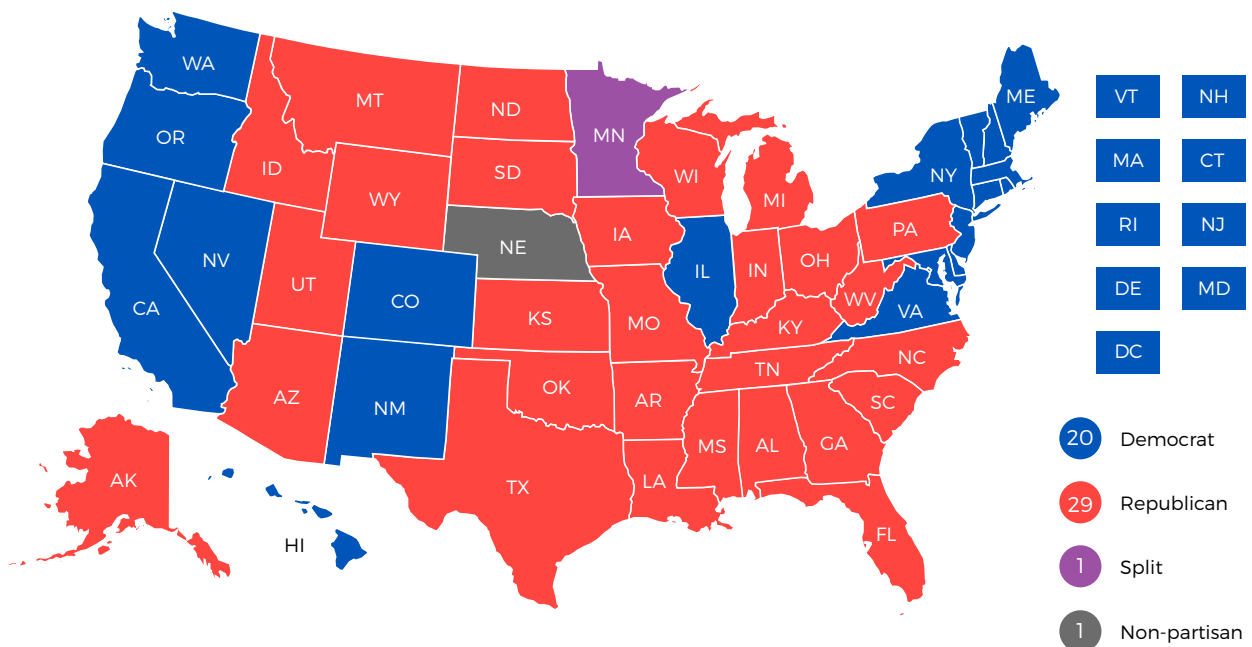 WA
OR
CA
NV
ID
MT
WY
UT
AZ
CO
NM
ND
SD
NE
KS
OK
TX
MN
IA
MO
AR
LA
WI
IL
MI
IN
OH
KY
TN
MS
AL
GA
FL
SC
NC
VA
WV
PA
NY
ME
AK
HI
VT NH
MA CT
RI NJ
DE MD
DC
20 Democrat
29 Republican
1 Split
1 Non-partisan